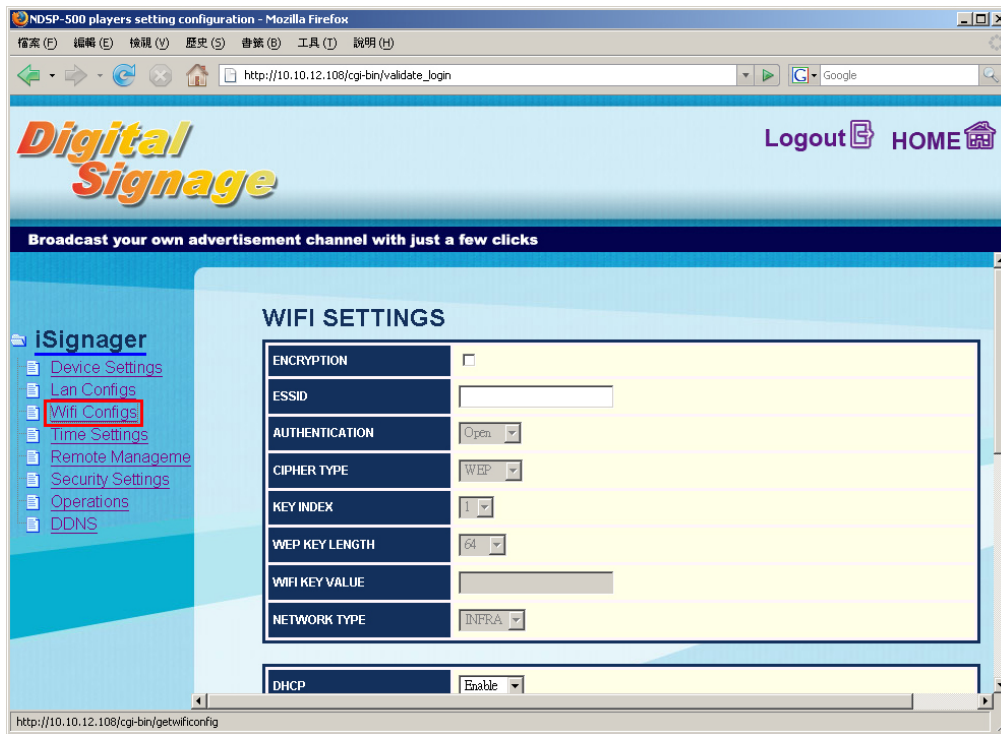 NDSP-500 players setting configuration - Mozilla Firefox
檔案(F) 編輯(E) 檢視(V) 歷史(S) 書籤(B) 工具(T) 說明(H)
http://10.10.12.108/cgi-bin/validate_login
G Google
Digital
Signage
Logout HOME
Broadcast your own advertisement channel with just a few clicks
iSignager
Device Settings
Lan Configs
Wifi Configs
Time Settings
Remote Manageme
Security Settings
Operations
DDNS
WIFI SETTINGS
ENCRYPTION
ESSID
AUTHENTICATION Open
CIPHER TYPE WEP
KEY INDEX 1
WEP KEY LENGTH 64
WIFI KEY VALUE
NETWORK TYPE INFRA
DHCP Enable
http://10.10.12.108/cgi-bin/getwificonfig